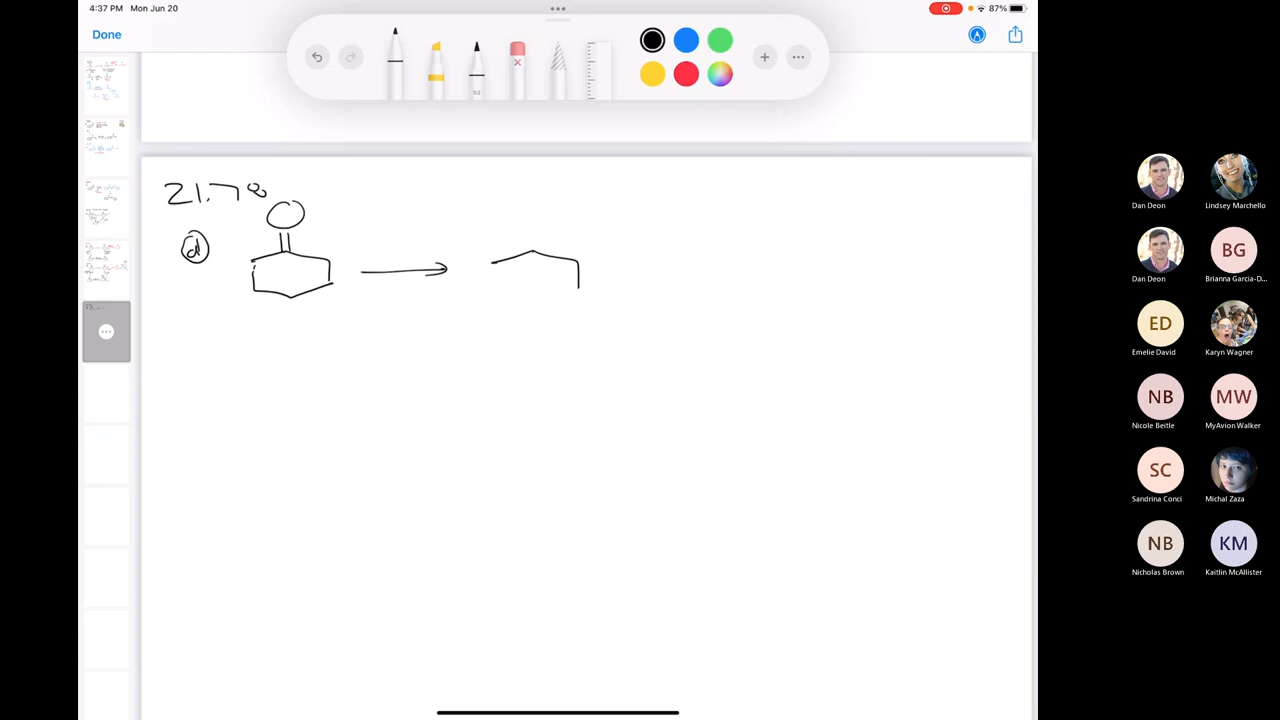 4:37 PM Mon Jun 20
87%
Done
21.78
d
O
Dan Deon
Lindsey Marchello
Dan Deon
BG
Brianna Garcia-D...
ED
Emelie David
Karyn Wagner
NB
Nicole Beitle
MW
MyAvion Walker
SC
Sandrina Conci
Michal Zaza
NB
Nicholas Brown
KM
Kaitlin McAllister